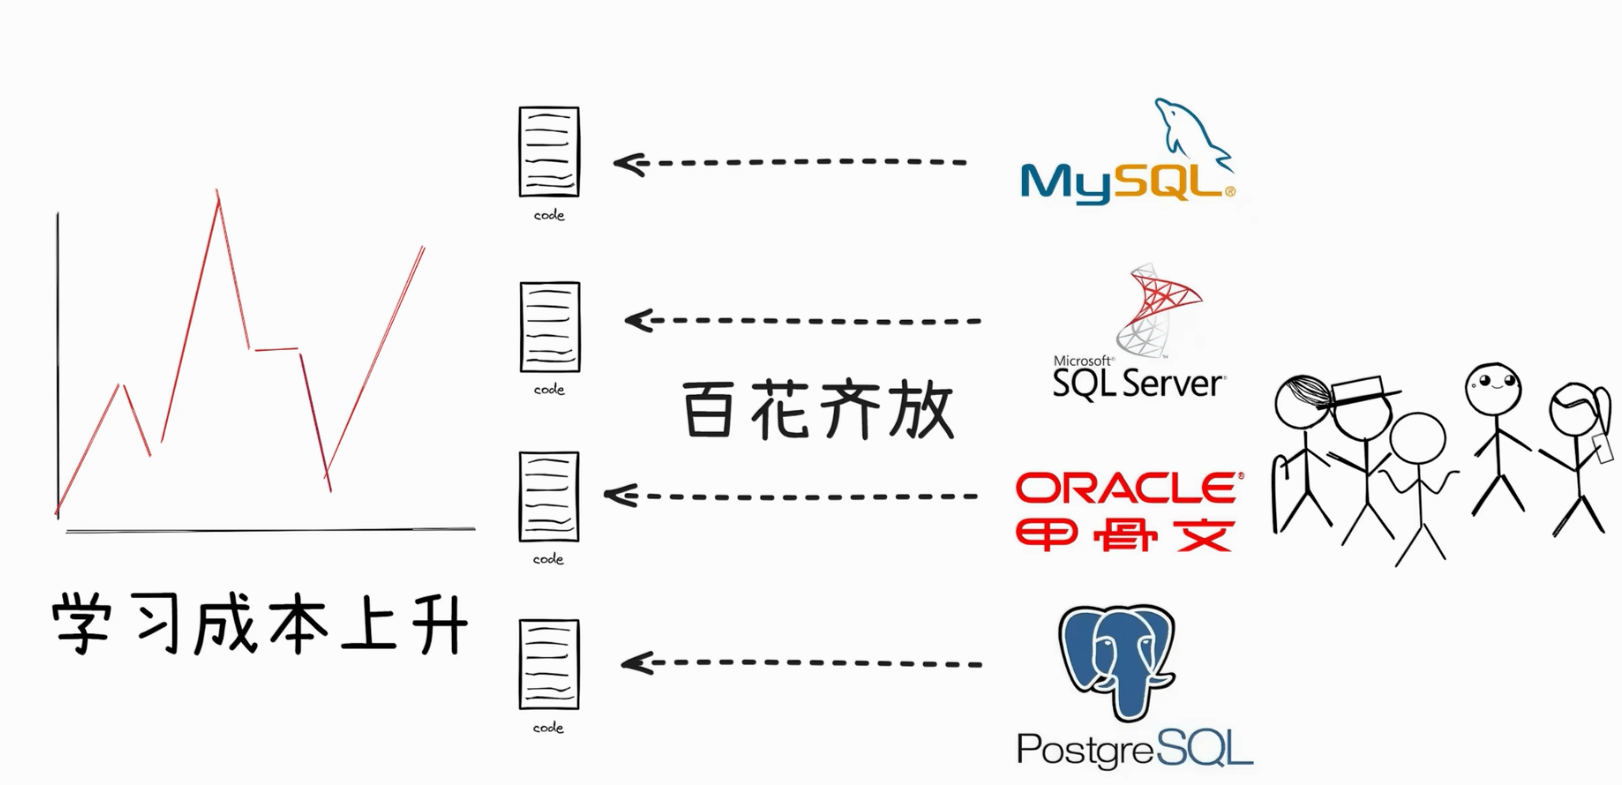 code
MySQL®
code
Microsoft®
SQL Server
百花齐放
code
ORACLE®
甲骨文
学习成本上升
code
PostgreSQL